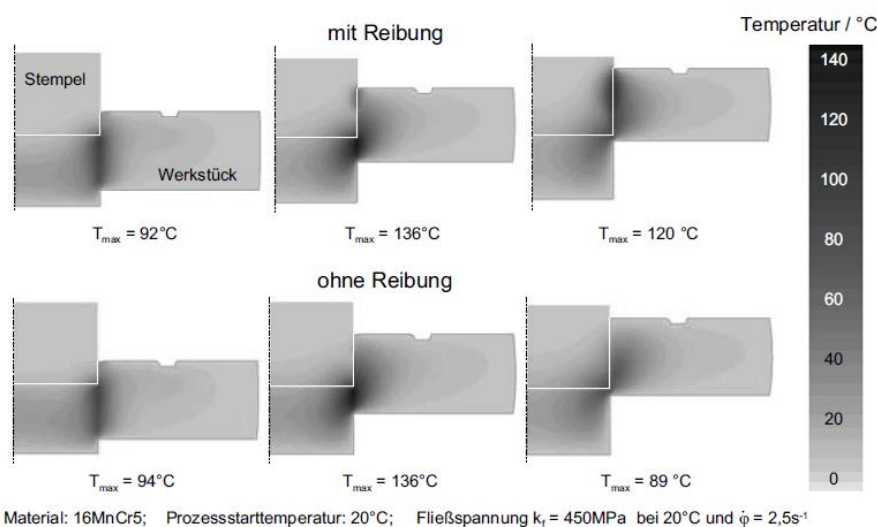 mit Reibung
Temperatur / °C
Stempel
Werkstück
140
120
100
80
60
40
20
0
T_max = 92°C
T_max = 136°C
T_max = 120 °C
ohne Reibung
T_max = 94°C
T_max = 136°C
T_max = 89 °C
Material: 16MnCr5; Prozessstarttemperatur: 20°C; Fließspannung k_f = 450MPa bei 20°C und φ̇ = 2,5s⁻¹